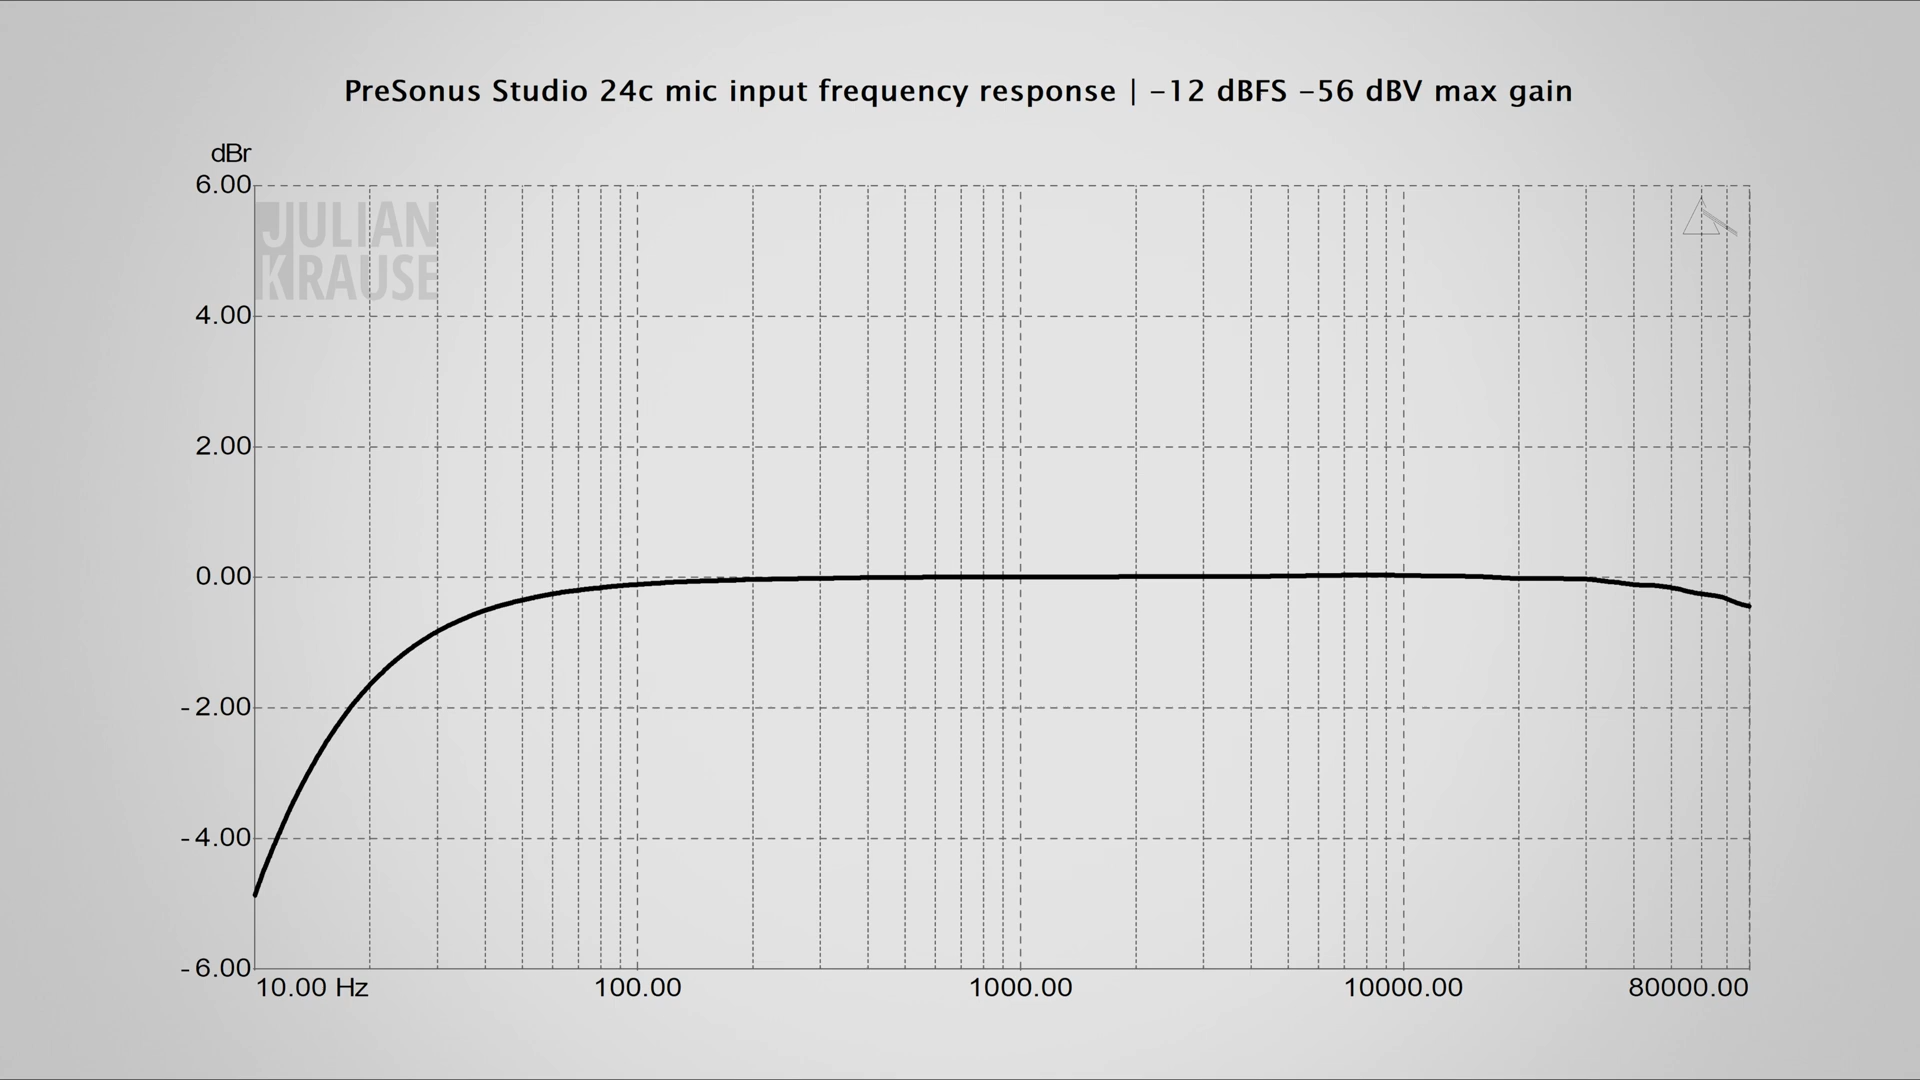 PreSonus Studio 24c mic input frequency response | -12 dBFS -56 dBV max gain
dBr
6.00
JULIAN
KRAUSE
4.00
2.00
0.00
-2.00
-4.00
-6.00
10.00 Hz 100.00 1000.00 10000.00 80000.00